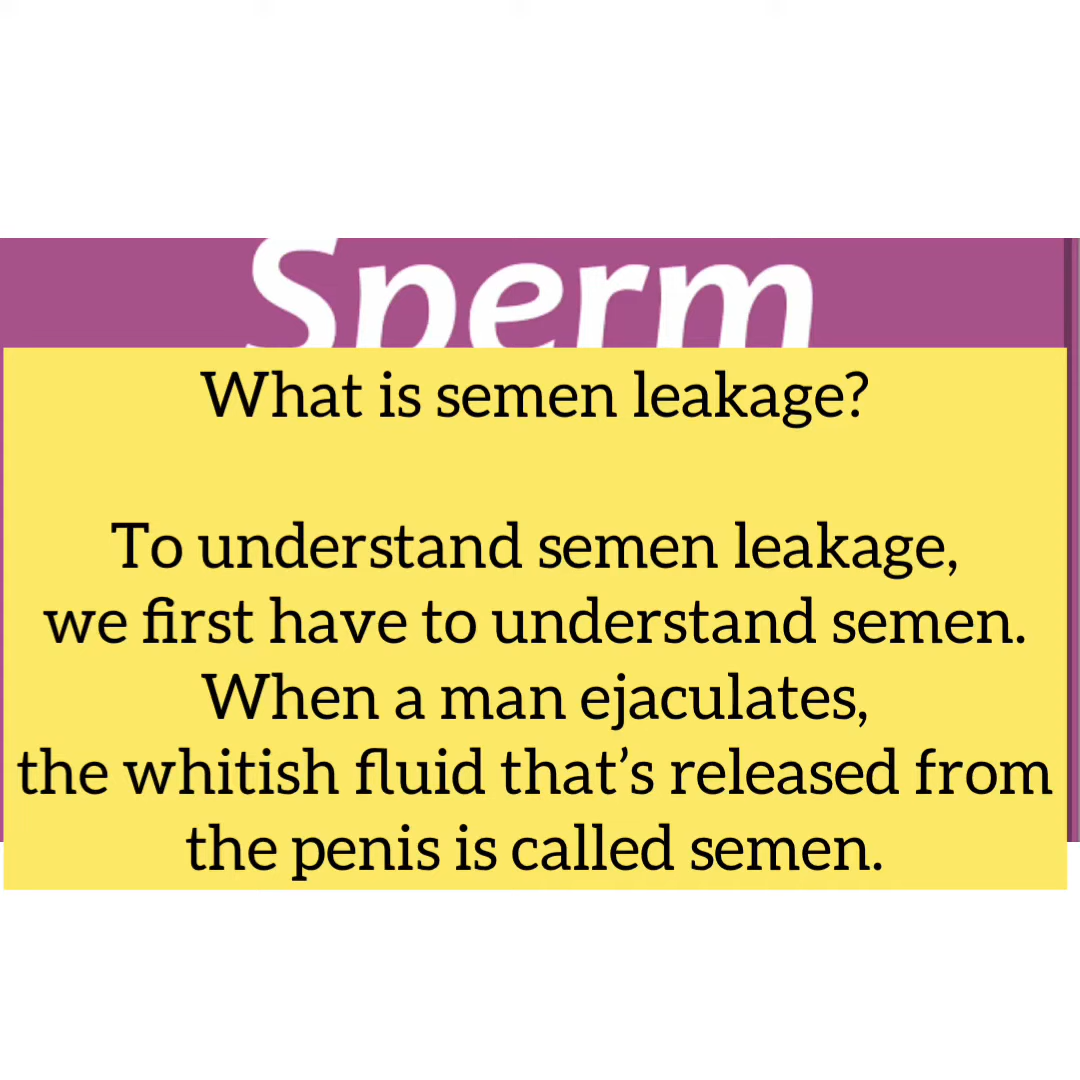 Sperm
What is semen leakage?
To understand semen leakage,
we first have to understand semen.
When a man ejaculates,
the whitish fluid that’s released from
the penis is called semen.